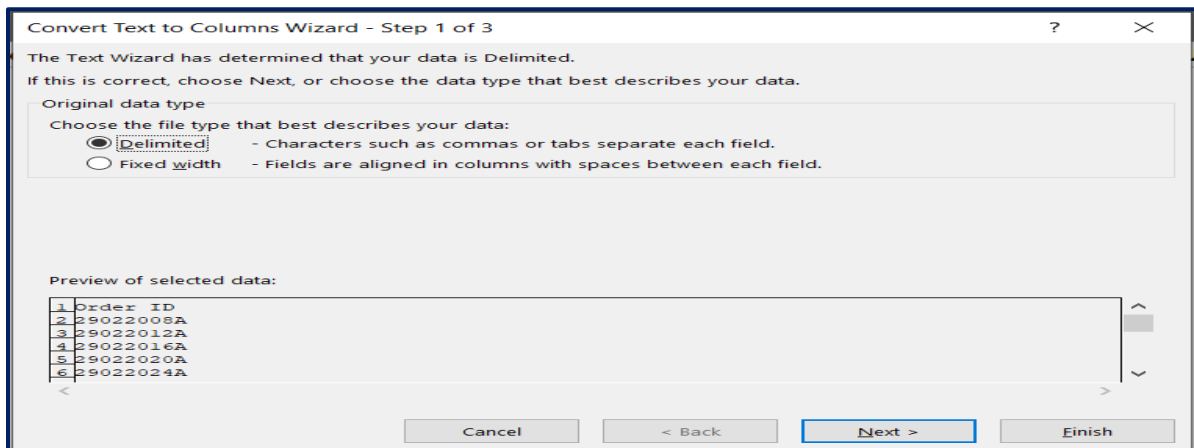 Convert Text to Columns Wizard - Step 1 of 3 ?
The Text Wizard has determined that your data is Delimited.
If this is correct, choose Next, or choose the data type that best describes your data.
Original data type
Choose the file type that best describes your data:
Delimited - Characters such as commas or tabs separate each field.
Fixed width - Fields are aligned in columns with spaces between each field.
Preview of selected data:
1 Order ID
2 29022008A
3 29022012A
4 29022016A
5 29022020A
6 29022024A
Cancel < Back Next > Finish